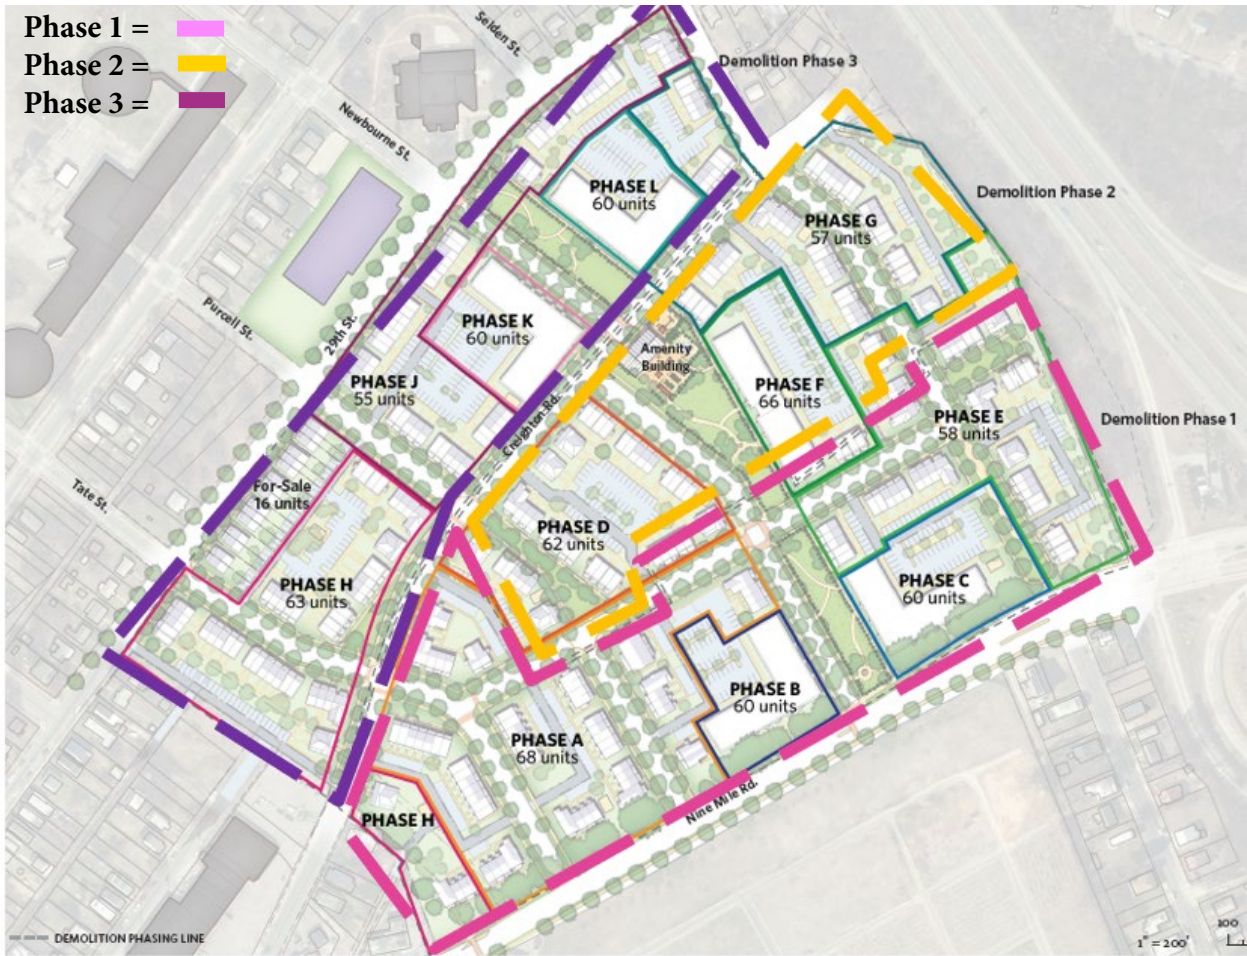 Phase 1 =
Phase 2 =
Phase 3 =
Selden St.
Demolition Phase 3
Newbourne St.
PHASE L
60 units
Demolition Phase 2
PHASE G
57 units
Purcell St.
29th St.
PHASE K
60 units
Amenity
Building
PHASE J
55 units
PHASE F
66 units
PHASE E
58 units
Demolition Phase 1
Creighton Rd.
Tate St.
For-Sale
16 units
PHASE D
62 units
PHASE H
63 units
PHASE C
60 units
PHASE B
60 units
PHASE A
68 units
Nine Mile Rd.
PHASE H
DEMOLITION PHASING LINE
100
1" = 200'